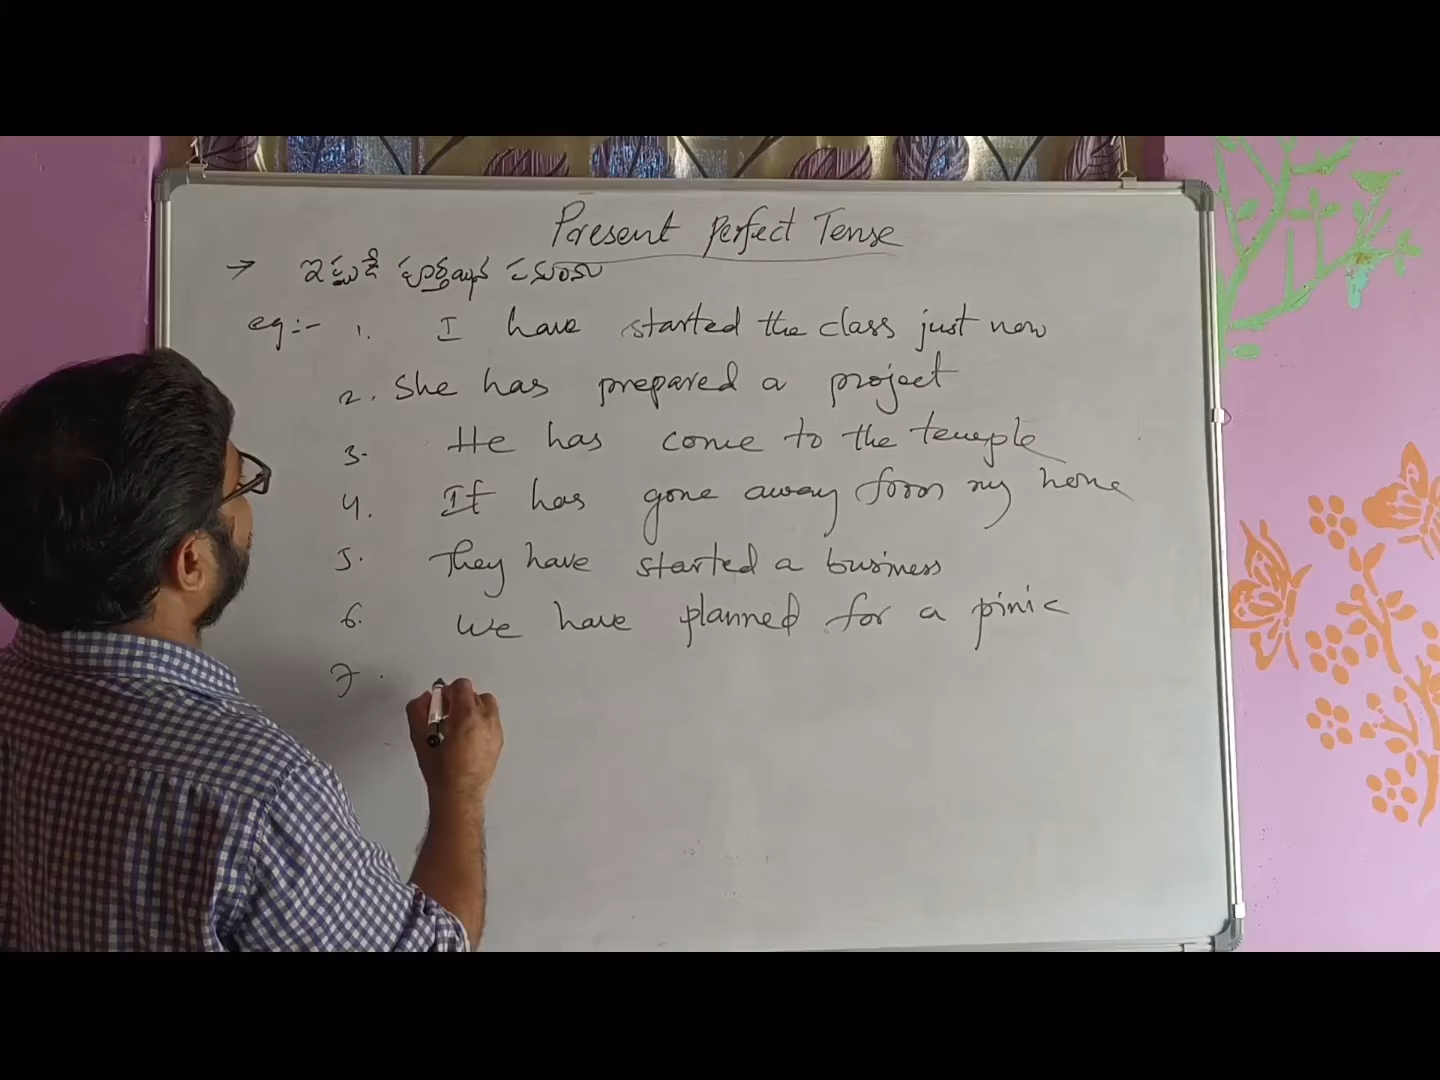 Present Perfect Tense
→ ఇప్పుడే పూర్తయిన
eg:- 1. I have started the class just now
2. She has prepared a project
3. He has come to the temple
4. It has gone away from my home
5. They have started a business
6. We have planned for a pinic
7.